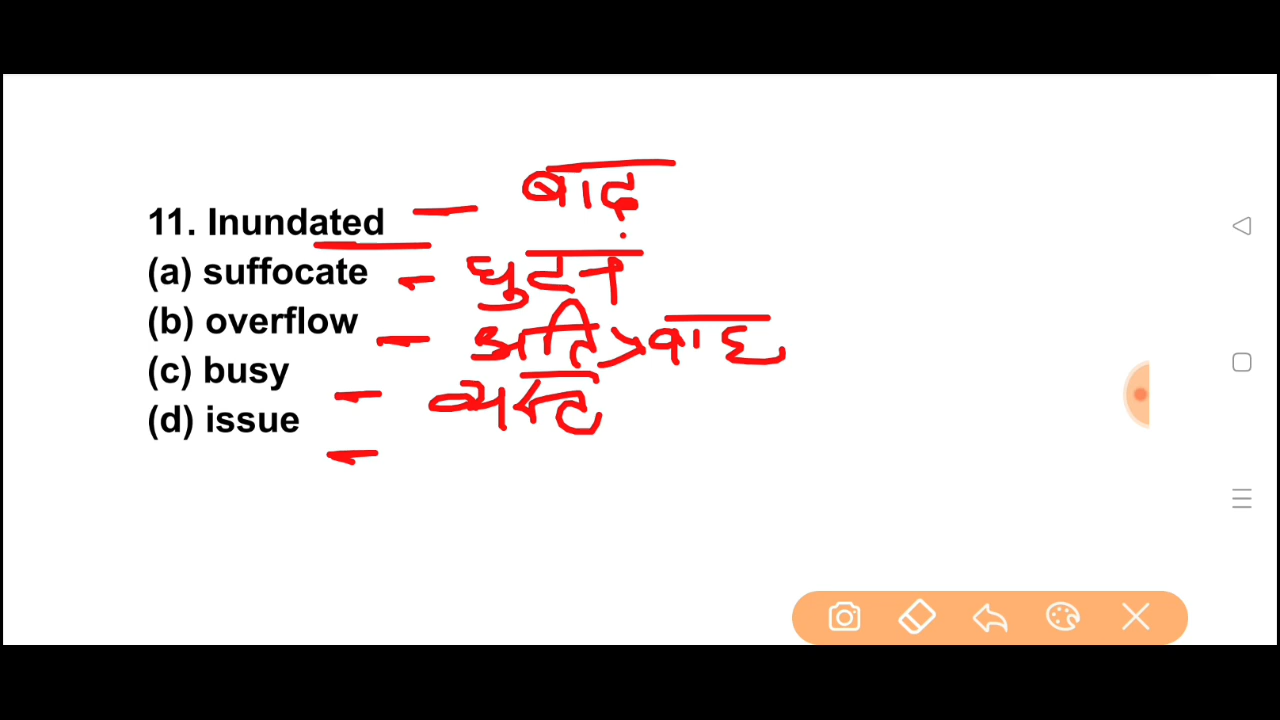 11. Inundated — बाढ़
(a) suffocate - घुटन
(b) overflow - अतिप्रवाह
(c) busy - व्यस्त
(d) issue -